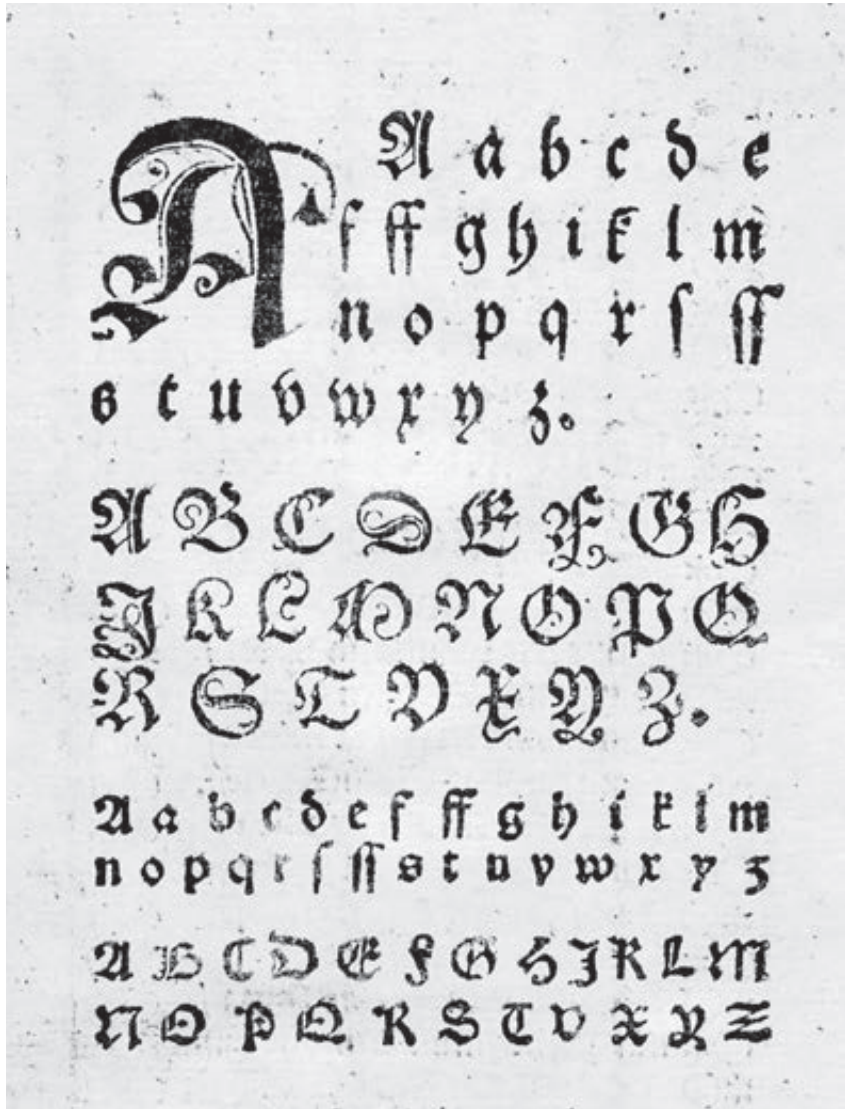 A A a b c d e
f ff g h i k l m
n o p q r ſ ſſ
s t u v w x y z.
A B C D E F G H
J K L M N O P Q
R S T V X Y Z.
A a b c d e f ff g h i k l m
n o p q r ſ ſſ s t u v w x y z
A B C D E F G H J K L M
N O P Q R S T V X Y Z